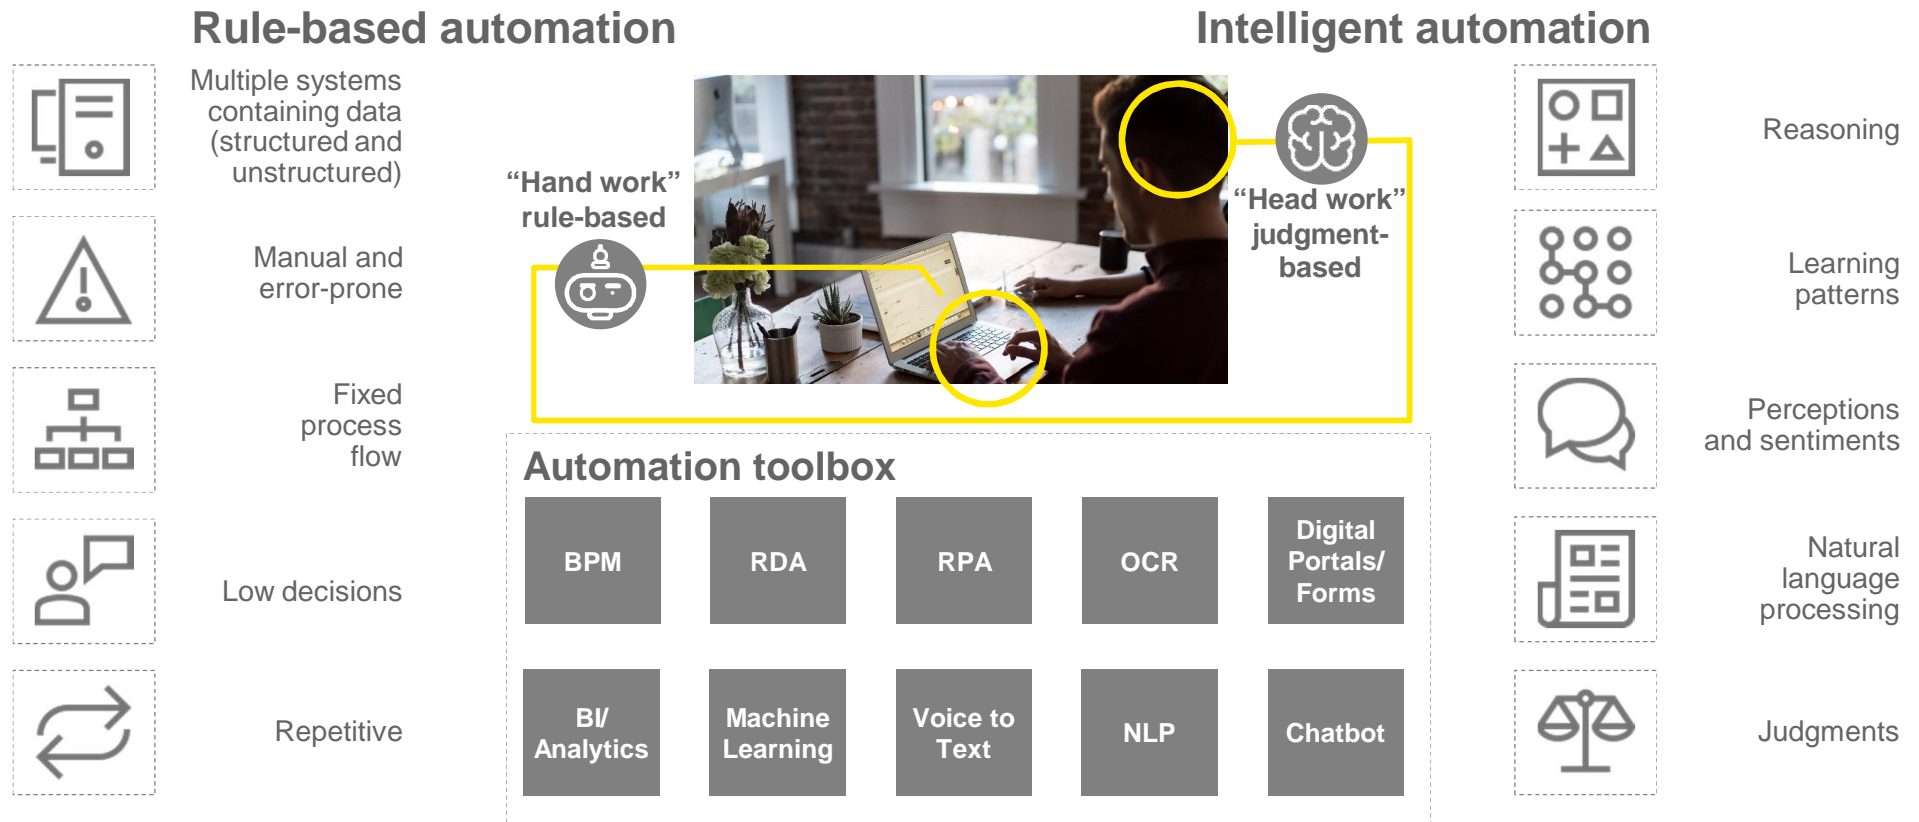 Rule-based automation
Intelligent automation
Multiple systems
containing data
(structured and
unstructured)
Manual and
error-prone
Fixed
process
flow
Low decisions
Repetitive
“Hand work”
rule-based
“Head work”
judgment-
based
Automation toolbox
BPM
RDA
RPA
OCR
Digital
Portals/
Forms
BI/
Analytics
Machine
Learning
Voice to
Text
NLP
Chatbot
Reasoning
Learning
patterns
Perceptions
and sentiments
Natural
language
processing
Judgments